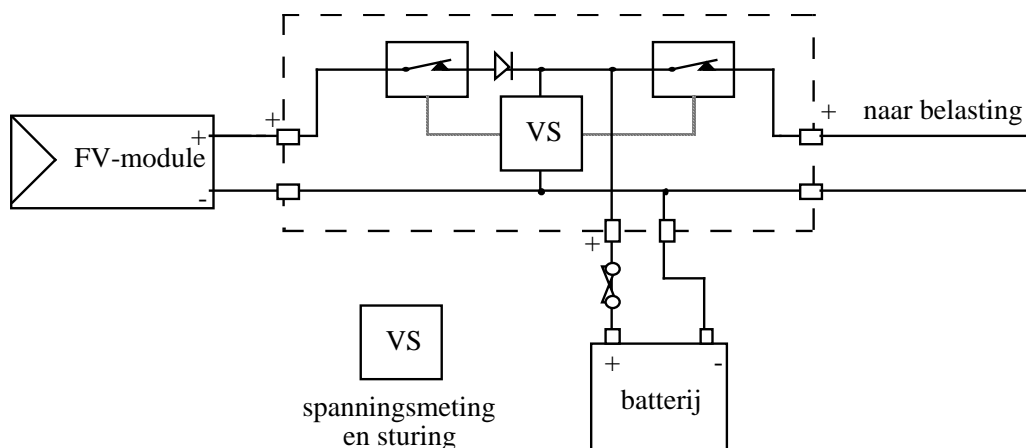 +
+
naar belasting
FV-module
+
-
VS
+
VS
+
-
batterij
spanningsmeting
en sturing